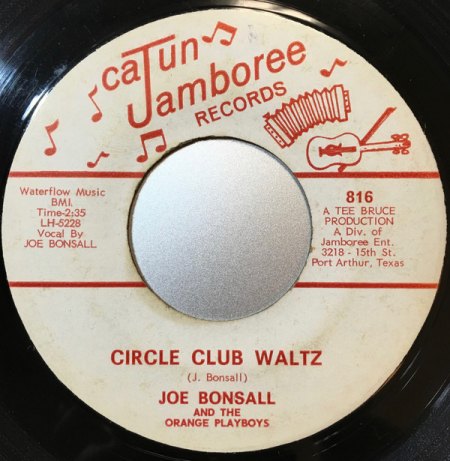 cajun
Jamboree
RECORDS
Waterflow Music
BMI.
Time-2:35
LH-5228
Vocal By
JOE BONSALL
816
A TEE BRUCE
PRODUCTION
A Div. of
Jamboree Ent.
3218 - 15th St.
Port Arthur, Texas
CIRCLE CLUB WALTZ
(J. Bonsall)
JOE BONSALL
AND THE
ORANGE PLAYBOYS